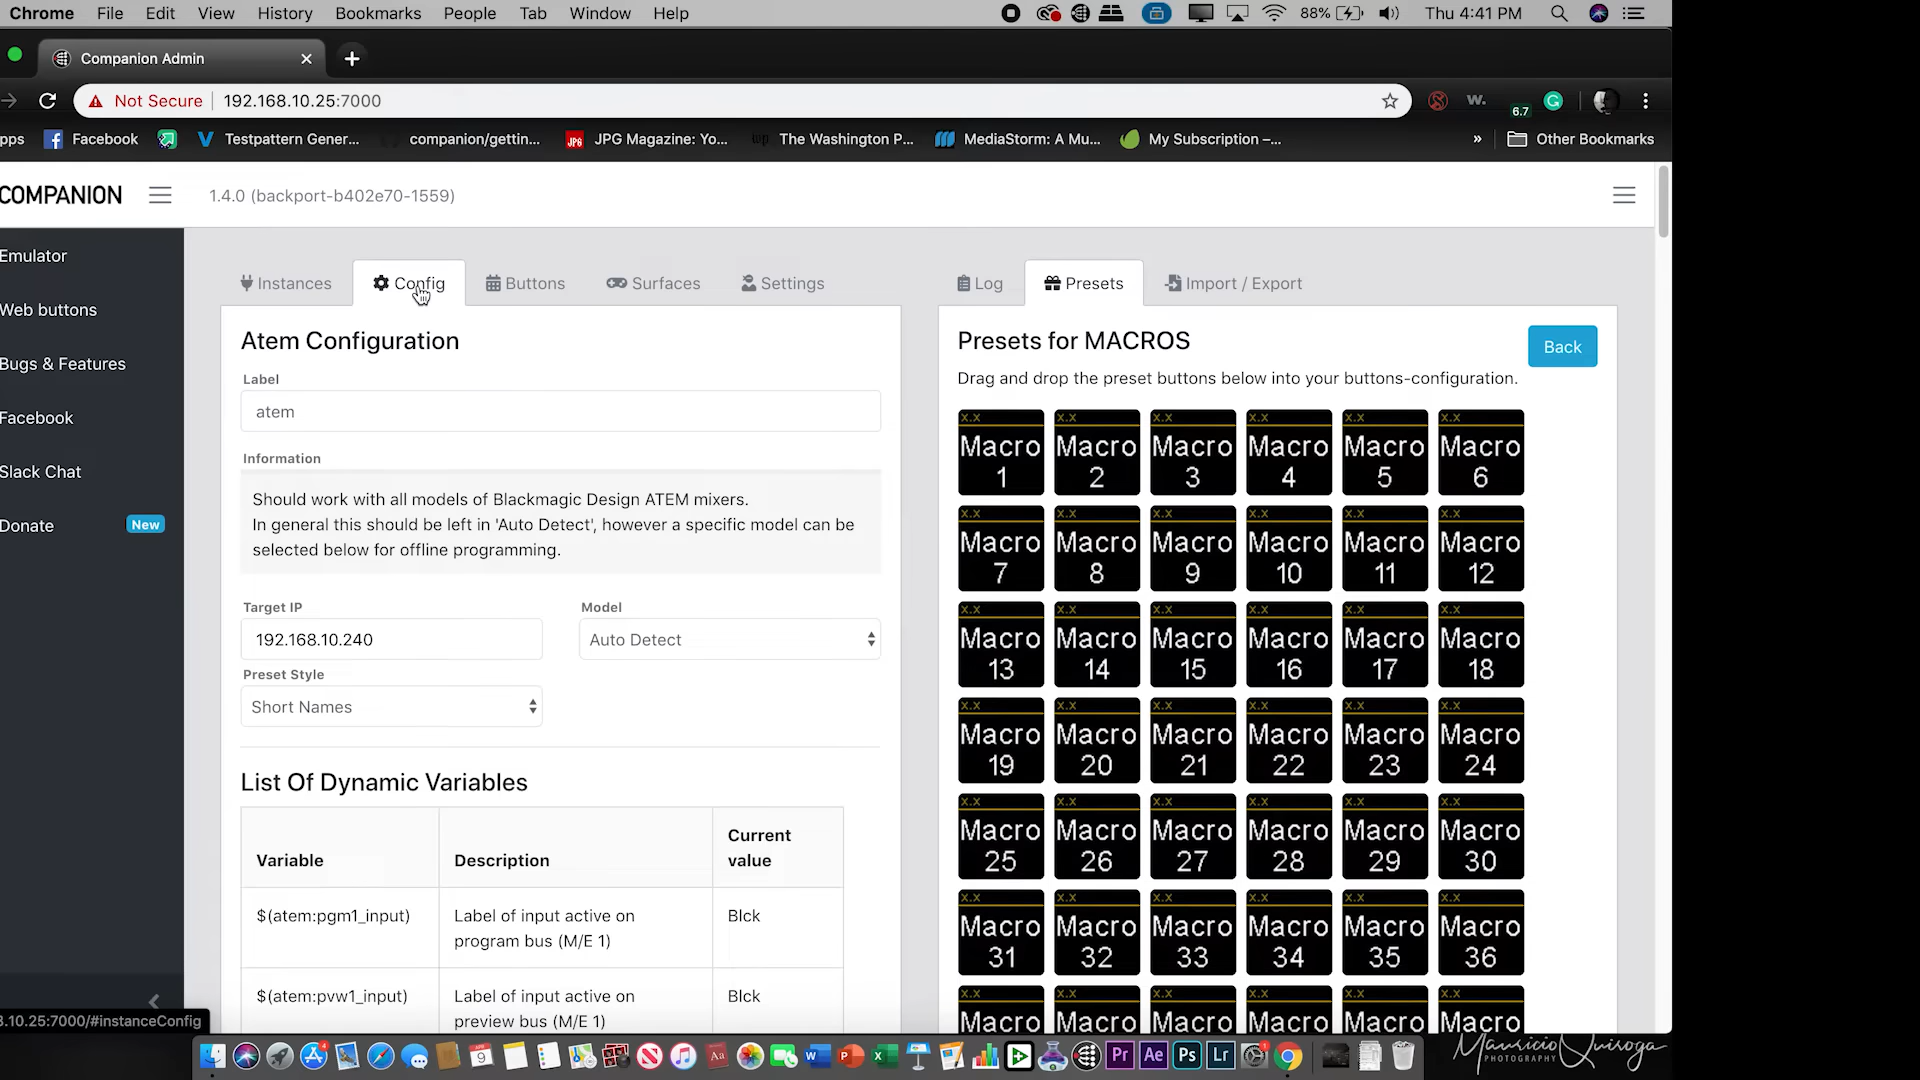 Chrome File Edit View History Bookmarks People Tab Window Help 88% Thu 4:41 PM
Companion Admin
Not Secure 192.168.10.25:7000 6.7
pps Facebook Testpattern Gener... companion/gettin... JPG Magazine: Yo... The Washington P... MediaStorm: A Mu... My Subscription –... » Other Bookmarks
COMPANION 1.4.0 (backport-b402e70-1559)
Emulator
Web buttons
Bugs & Features
Facebook
Slack Chat
Donate New
Instances Config Buttons Surfaces Settings
Atem Configuration
Label
atem
Information
Should work with all models of Blackmagic Design ATEM mixers.
In general this should be left in 'Auto Detect', however a specific model can be
selected below for offline programming.
Target IP Model
192.168.10.240 Auto Detect
Preset Style
Short Names
List Of Dynamic Variables
Variable Description Current
value
$(atem:pgm1_input) Label of input active on Blck
program bus (M/E 1)
$(atem:pvw1_input) Label of input active on Blck
preview bus (M/E 1)
Log Presets Import / Export
Presets for MACROS Back
Drag and drop the preset buttons below into your buttons-configuration.
x.x x.x x.x x.x x.x x.x
Macro Macro Macro Macro Macro Macro
1 2 3 4 5 6
x.x x.x x.x x.x x.x x.x
Macro Macro Macro Macro Macro Macro
7 8 9 10 11 12
x.x x.x x.x x.x x.x x.x
Macro Macro Macro Macro Macro Macro
13 14 15 16 17 18
x.x x.x x.x x.x x.x x.x
Macro Macro Macro Macro Macro Macro
19 20 21 22 23 24
x.x x.x x.x x.x x.x x.x
Macro Macro Macro Macro Macro Macro
25 26 27 28 29 30
x.x x.x x.x x.x x.x x.x
Macro Macro Macro Macro Macro Macro
31 32 33 34 35 36
x.x x.x x.x x.x x.x x.x
Macro Macro Macro Macro Macro Macro
3.10.25:7000/#instanceConfig
Pr Ae Ps Lr
Mauricio Quiroga
PHOTOGRAPHY